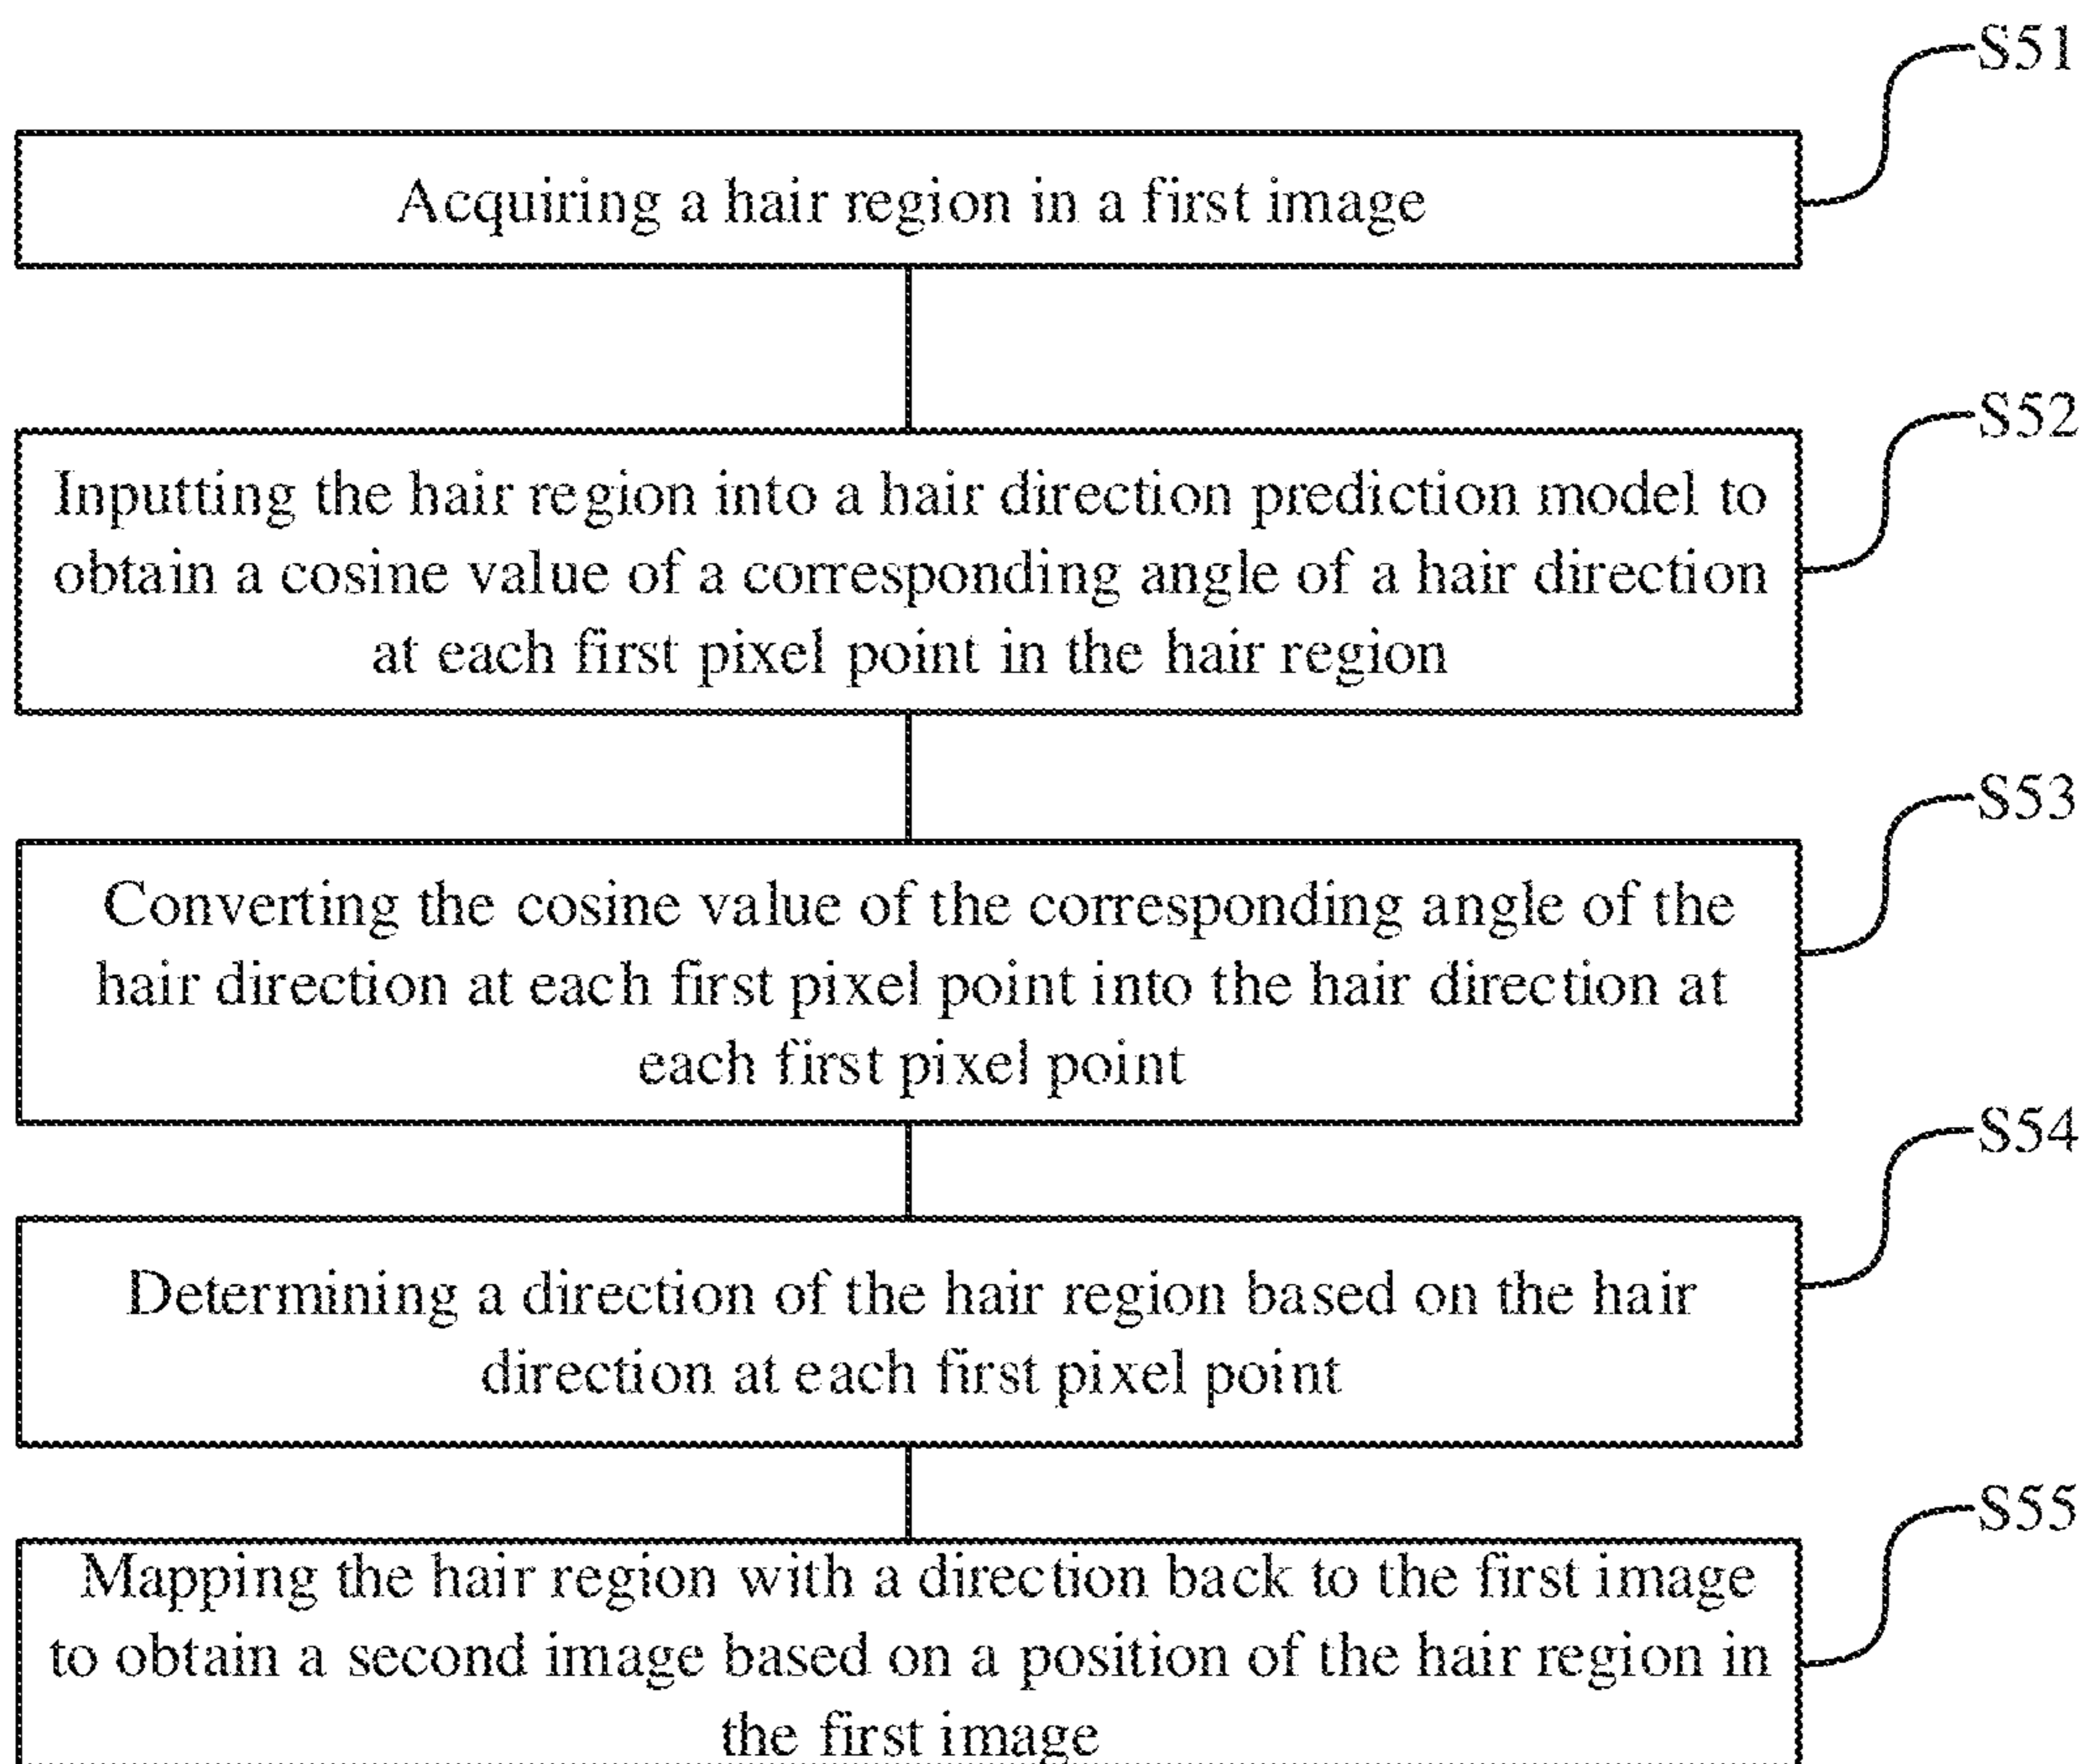 S51
Acquiring a hair region in a first image
S52
Inputting the hair region into a hair direction prediction model to
obtain a cosine value of a corresponding angle of a hair direction
at each first pixel point in the hair region
S53
Converting the cosine value of the corresponding angle of the
hair direction at each first pixel point into the hair direction at
each first pixel point
S54
Determining a direction of the hair region based on the hair
direction at each first pixel point
S55
Mapping the hair region with a direction back to the first image
to obtain a second image based on a position of the hair region in
the first image